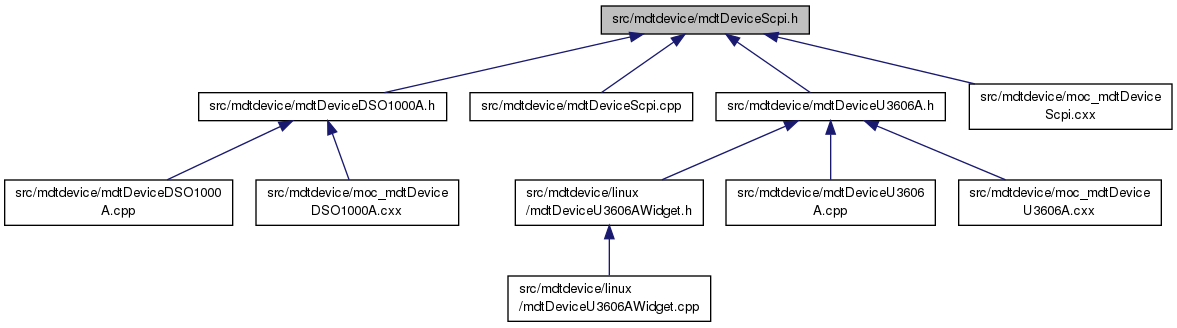 src/mdtdevice/mdtDeviceScpi.h
src/mdtdevice/mdtDeviceDSO1000A.h
src/mdtdevice/mdtDeviceScpi.cpp
src/mdtdevice/mdtDeviceU3606A.h
src/mdtdevice/moc_mdtDevice
Scpi.cxx
src/mdtdevice/mdtDeviceDSO1000
A.cpp
src/mdtdevice/moc_mdtDevice
DSO1000A.cxx
src/mdtdevice/linux
/mdtDeviceU3606AWidget.h
src/mdtdevice/mdtDeviceU3606
A.cpp
src/mdtdevice/moc_mdtDevice
U3606A.cxx
src/mdtdevice/linux
/mdtDeviceU3606AWidget.cpp